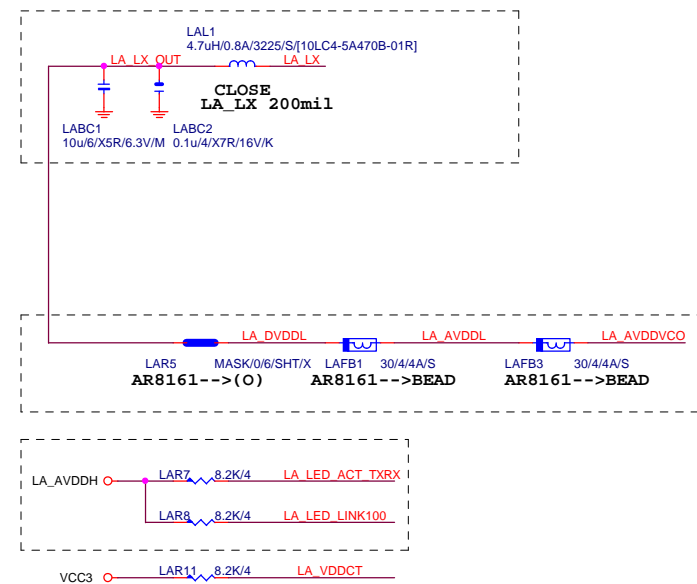 LAL1
4.7uH/0.8A/3225/S/[10LC4-5A470B-01R]
LA_LX_OUT LA_LX
CLOSE
LA_LX 200mil
LABC1 LABC2
10u/6/X5R/6.3V/M 0.1u/4/X7R/16V/K
LA_DVDDL LA_AVDDL LA_AVDDVCO
LAR5 MASK/0/6/SHT/X LAFB1 30/4/4A/S LAFB3 30/4/4A/S
AR8161-->(O) AR8161-->BEAD AR8161-->BEAD
LA_AVDDH LAR7 8.2K/4 LA_LED_ACT_TXRX
LAR8 8.2K/4 LA_LED_LINK100
VCC3 LAR11 8.2K/4 LA_VDDCT